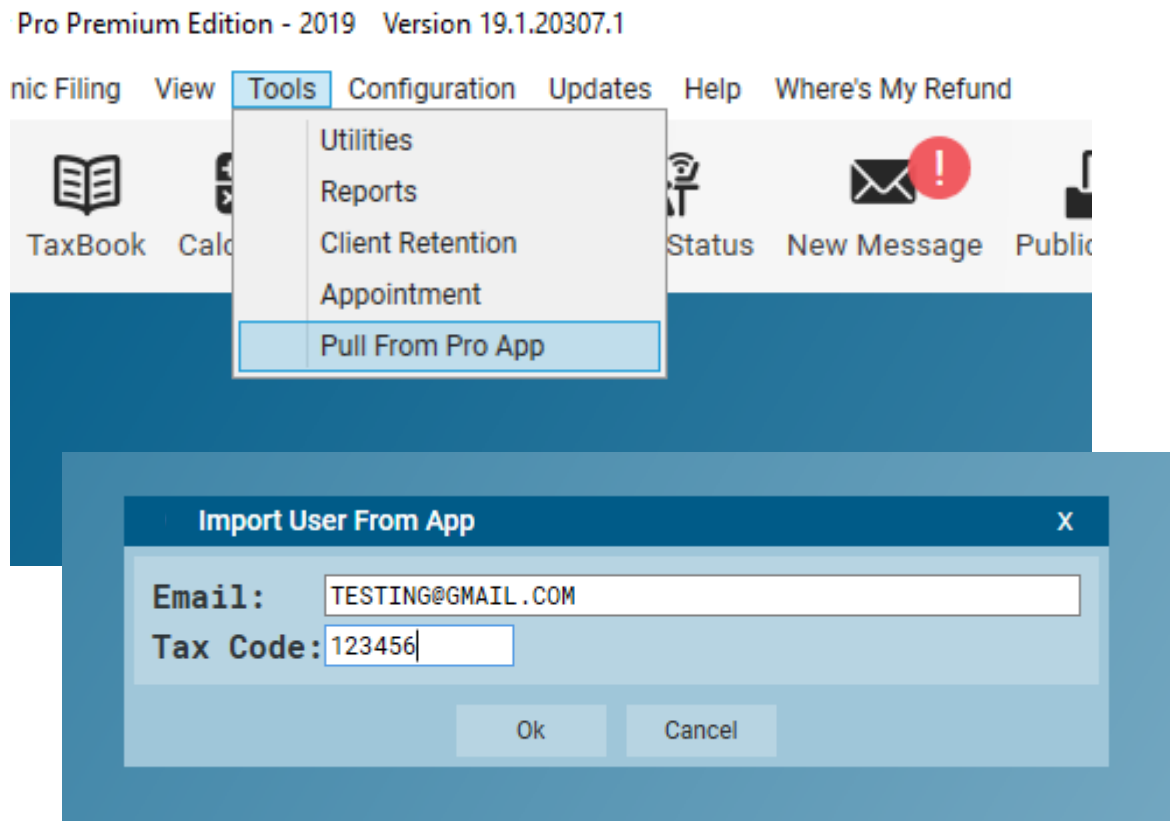 Pro Premium Edition - 2019 Version 19.1.20307.1
nic Filing View Tools Configuration Updates Help Where's My Refund
Utilities
Reports
Client Retention
Appointment
Pull From Pro App
TaxBook Calc Status New Message Public
!
Import User From App X
Email: TESTING@GMAIL.COM
Tax Code: 123456
Ok Cancel